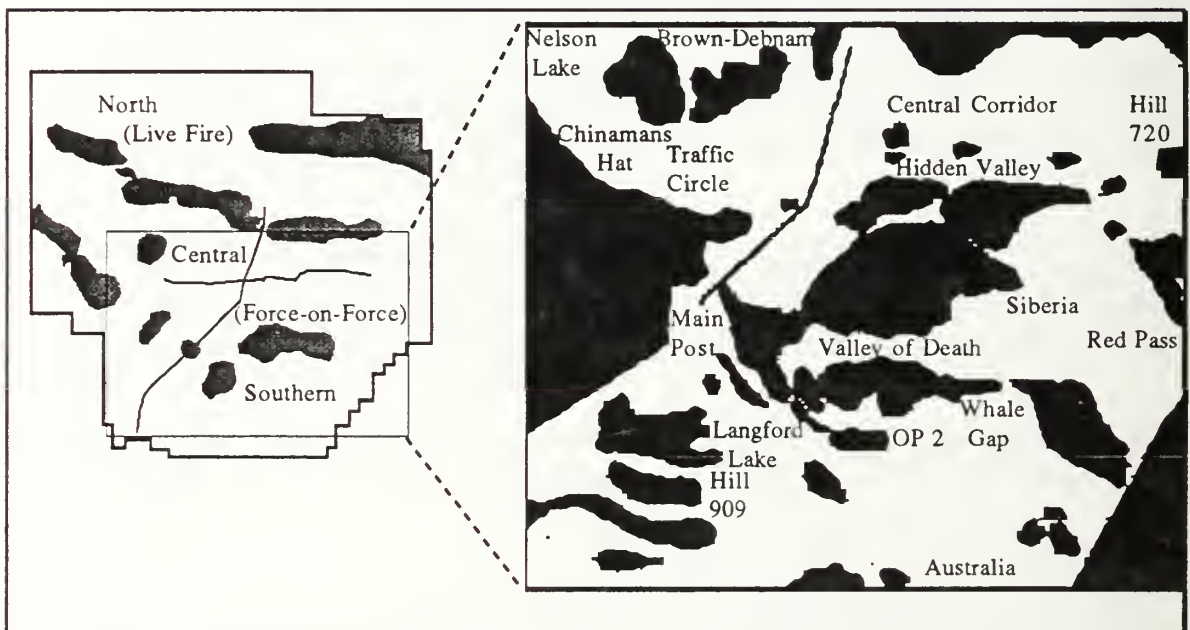 North
(Live Fire)
Central
(Force-on-Force)
Southern
Nelson
Lake
Brown-Debnam
Central Corridor
Hill
720
Chinamans
Hat
Traffic
Circle
Hidden Valley
Siberia
Main
Post
Red Pass
Valley of Death
Whale
Gap
Langford
Lake
OP 2
Hill
909
Australia